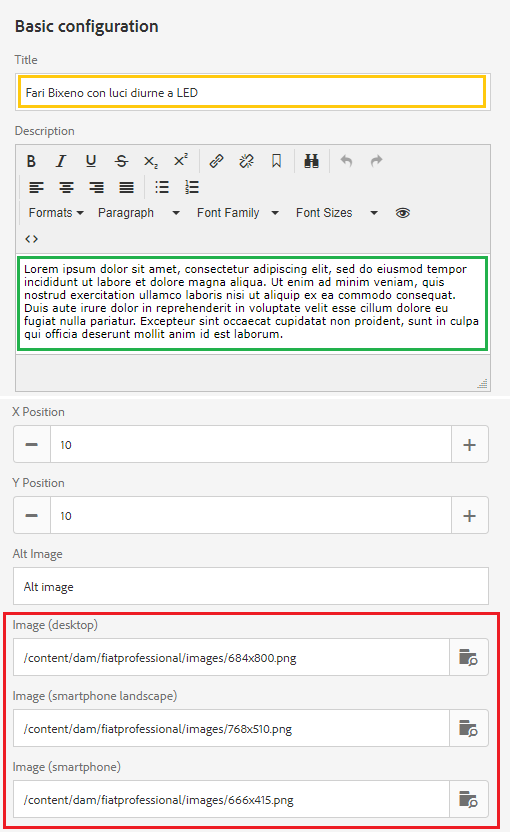 Basic configuration
Title
Fari Bixeno con luci diurne a LED
Description
B I U S X₂ X²
Formats Paragraph Font Family Font Sizes
Lorem ipsum dolor sit amet, consectetur adipiscing elit, sed do eiusmod tempor
incididunt ut labore et dolore magna aliqua. Ut enim ad minim veniam, quis
nostrud exercitation ullamco laboris nisi ut aliquip ex ea commodo consequat.
Duis aute irure dolor in reprehenderit in voluptate velit esse cillum dolore eu
fugiat nulla pariatur. Excepteur sint occaecat cupidatat non proident, sunt in culpa
qui officia deserunt mollit anim id est laborum.
X Position
10
Y Position
10
Alt Image
Alt image
Image (desktop)
/content/dam/fiatprofessional/images/684x800.png
Image (smartphone landscape)
/content/dam/fiatprofessional/images/768x510.png
Image (smartphone)
/content/dam/fiatprofessional/images/666x415.png